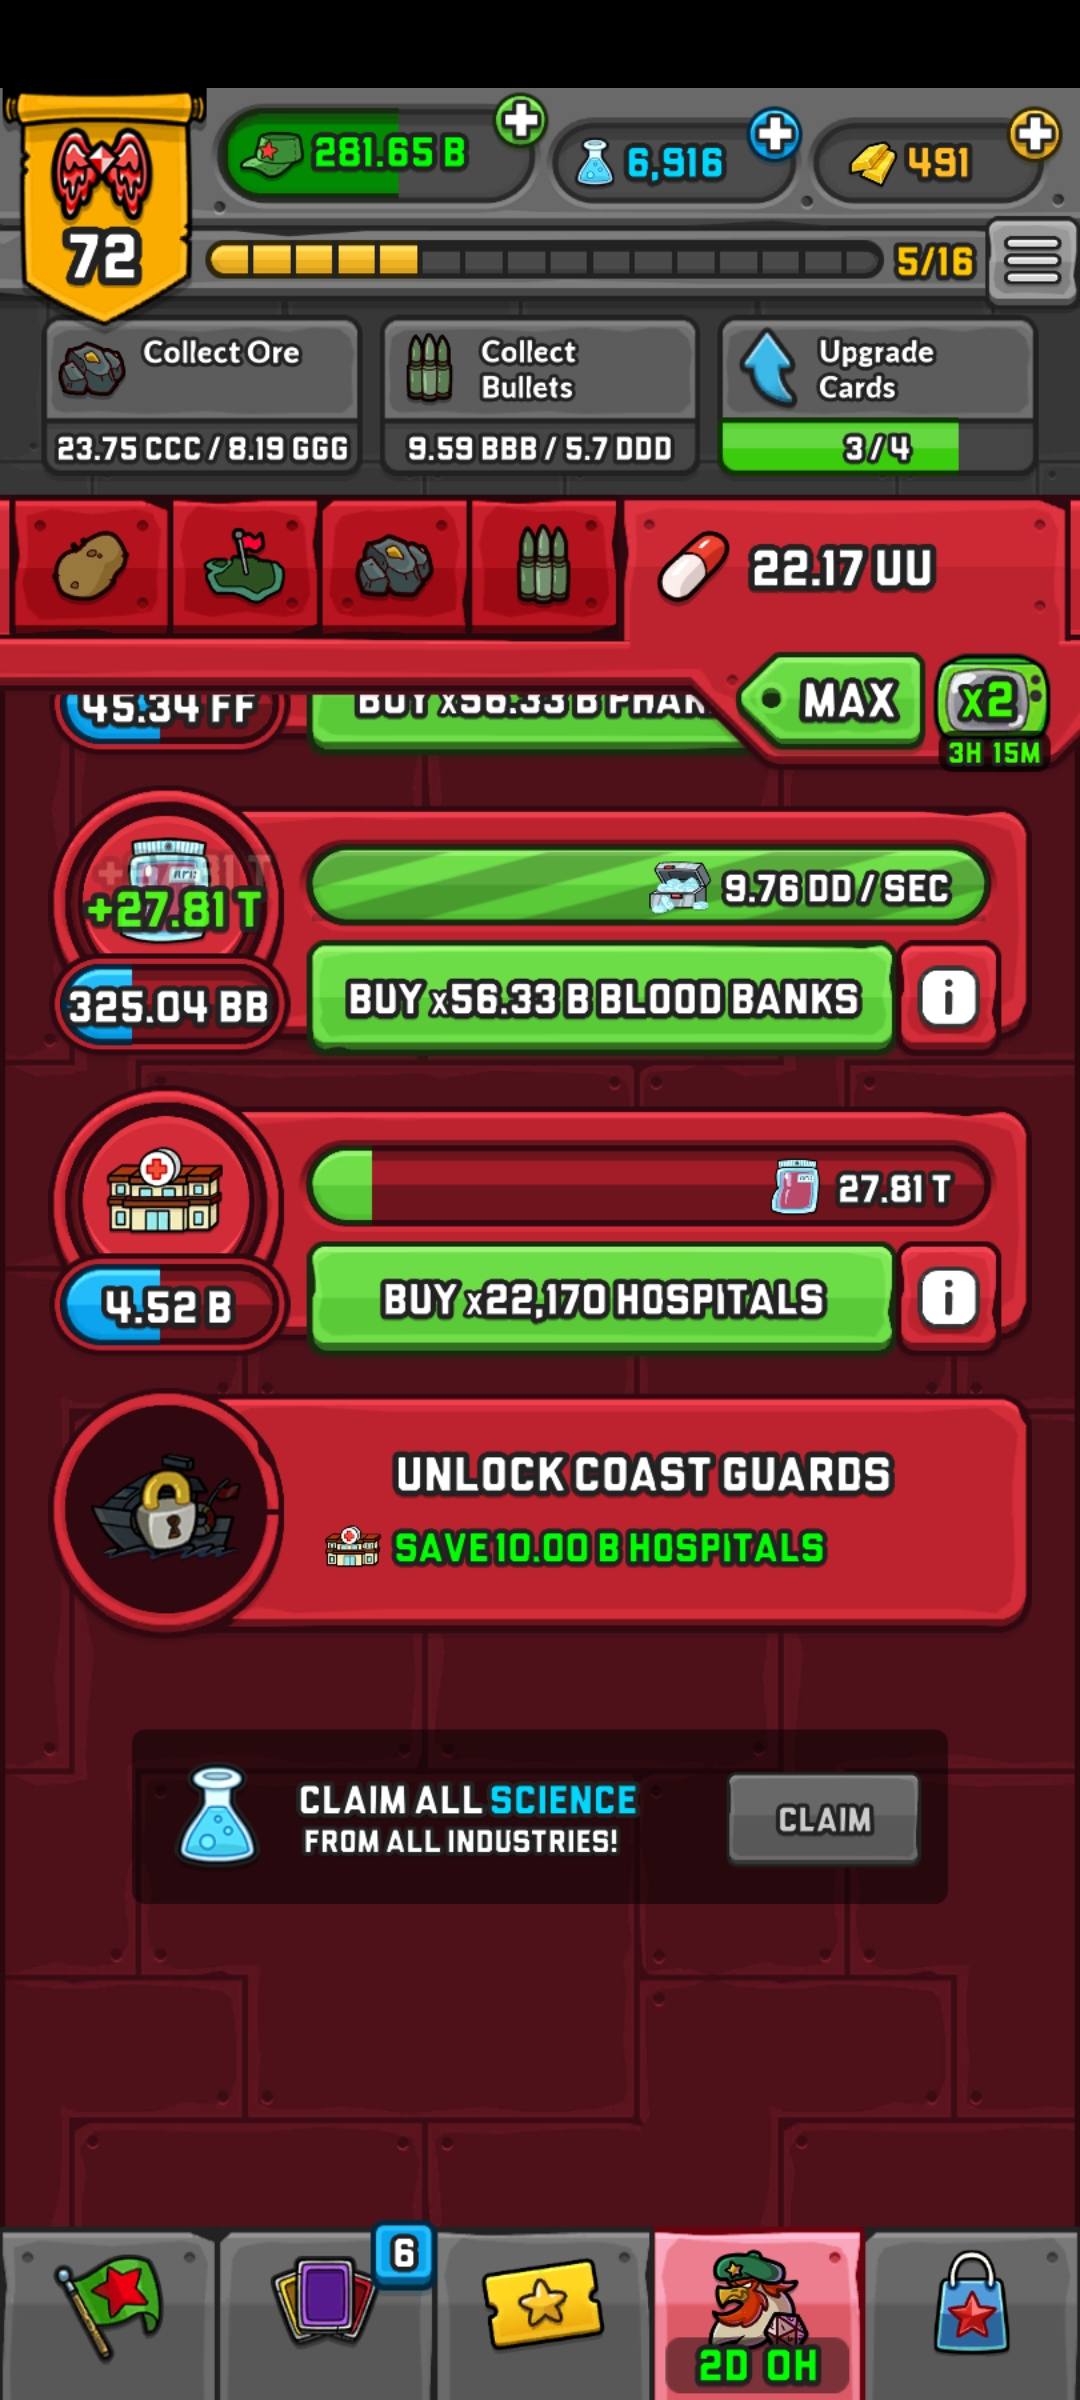 281.65 B
6,916
491
72
5/16
Collect Ore
23.75 CCC / 8.19 GGG
Collect
Bullets
9.59 BBB / 5.7 DDD
Upgrade
Cards
3 / 4
22.17 UU
MAX
x2
3H 15M
45.34 FF
BUY x56.33 B
+27.81 T
9.76 DD / SEC
325.04 BB
BUY x56.33 B BLOOD BANKS
i
27.81 T
4.52 B
BUY x22,170 HOSPITALS
i
UNLOCK COAST GUARDS
SAVE 10.00 B HOSPITALS
CLAIM ALL SCIENCE
FROM ALL INDUSTRIES!
CLAIM
6
2D 0H